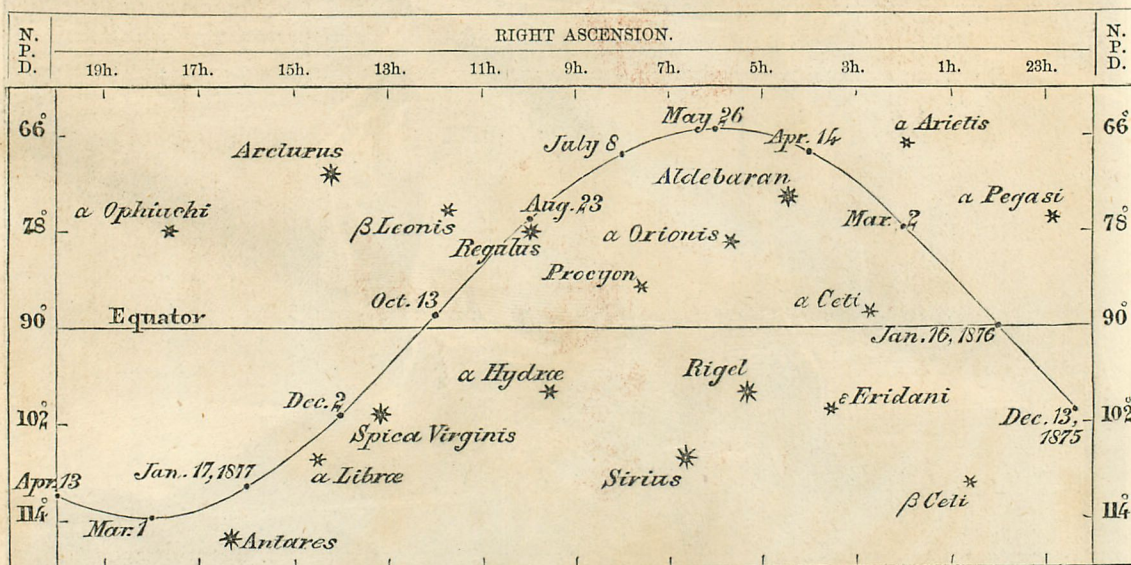 N. P. D.
RIGHT ASCENSION.
N. P. D.
19h. 17h. 15h. 13h. 11h. 9h. 7h. 5h. 3h. 1h. 23h.
66°
May 26
α Arietis
66°
Arcturus
July 8
Apr. 14
Aldebaran
α Pegasi
α Ophiuchi
78°
Aug. 23
Mar. 2
78°
β Leonis
Regulus
α Orionis
Procyon
Oct. 13
α Ceti
90°
Equator
Jan. 16, 1876
90°
α Hydræ
Rigel
Dec. 2
ε Eridani
102°
Spica Virginis
Dec. 13, 1875
102°
Apr. 13
Jan. 17, 1877
α Libræ
Sirius
β Ceti
114°
Mar. 1
114°
Antares